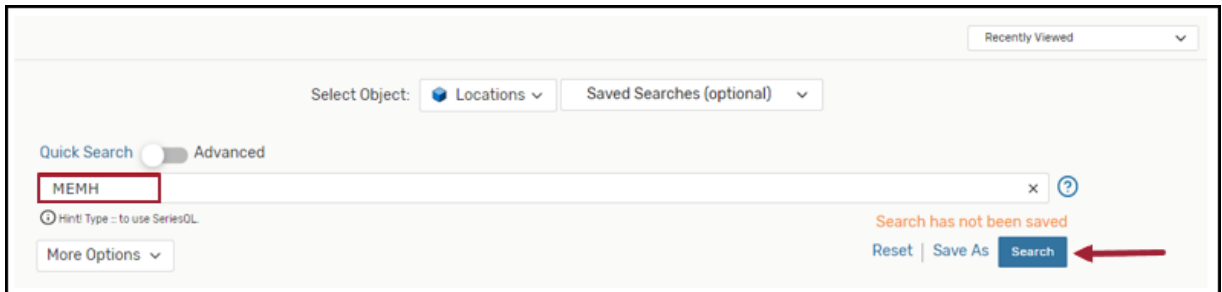 Recently Viewed
Select Object: Locations Saved Searches (optional)
Quick Search Advanced
MEMH
Hint! Type :: to use SeriesQL.
Search has not been saved
More Options Reset | Save As Search